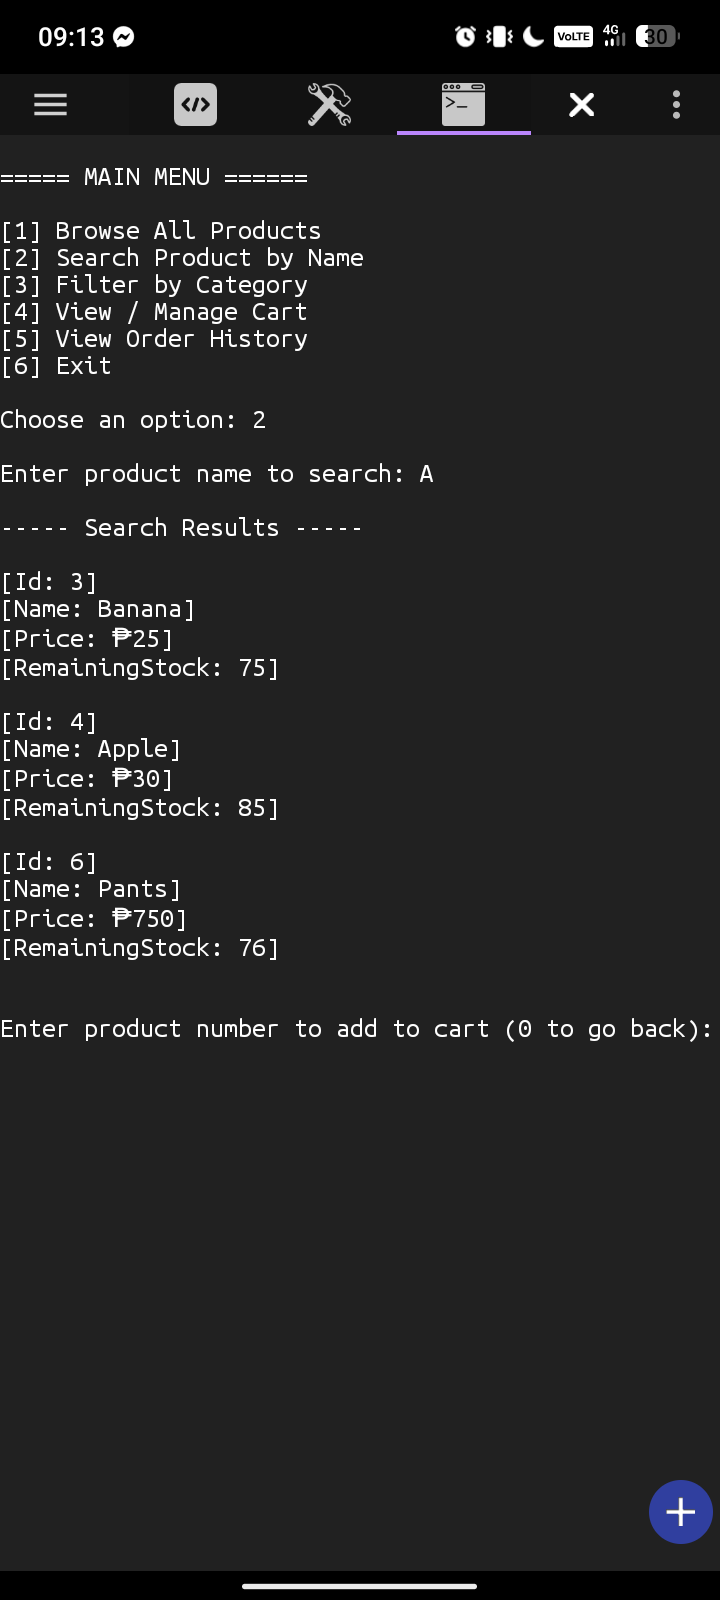 09:13 VoLTE 4G 30
</>
>_
===== MAIN MENU ======
[1] Browse All Products
[2] Search Product by Name
[3] Filter by Category
[4] View / Manage Cart
[5] View Order History
[6] Exit
Choose an option: 2
Enter product name to search: A
----- Search Results -----
[Id: 3]
[Name: Banana]
[Price: ₱25]
[RemainingStock: 75]
[Id: 4]
[Name: Apple]
[Price: ₱30]
[RemainingStock: 85]
[Id: 6]
[Name: Pants]
[Price: ₱750]
[RemainingStock: 76]
Enter product number to add to cart (0 to go back):